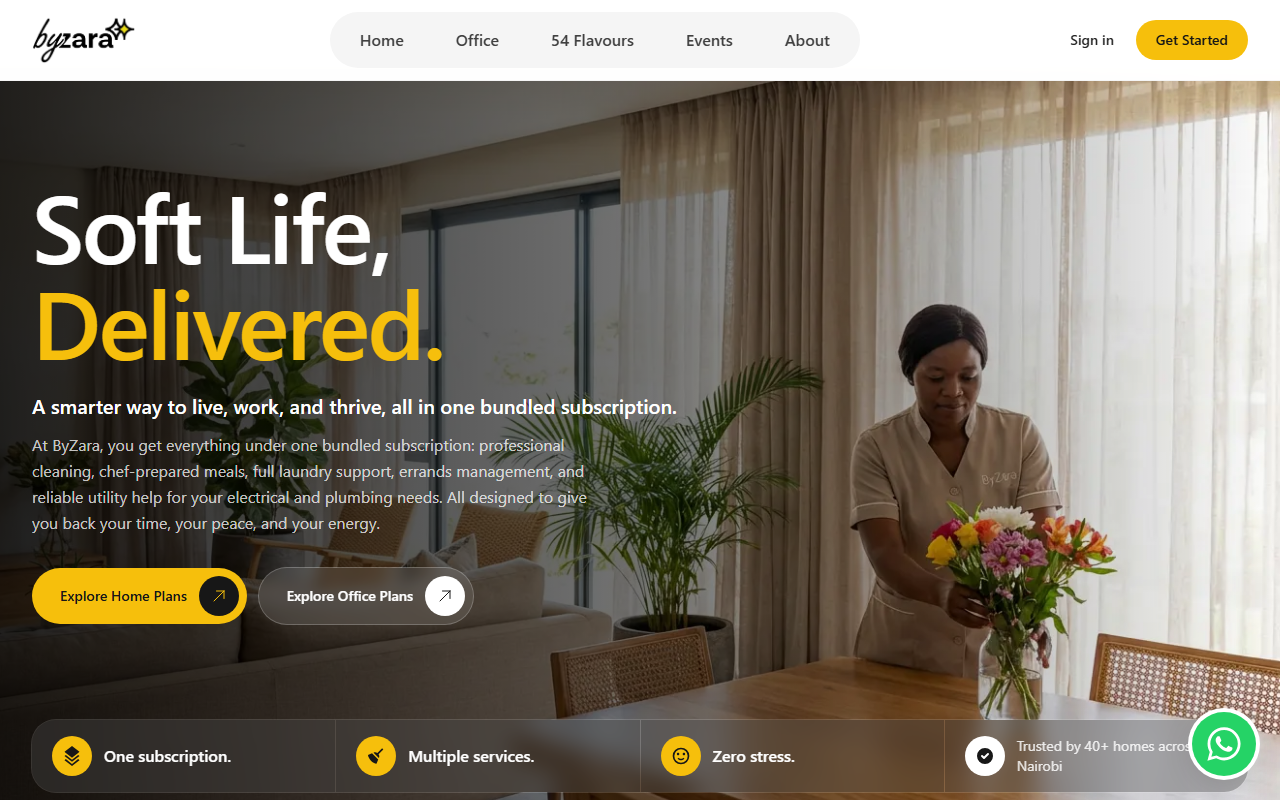 byzara
Home
Office
54 Flavours
Events
About
Sign in
Get Started
Soft Life,
Delivered.
A smarter way to live, work, and thrive, all in one bundled subscription.
At ByZara, you get everything under one bundled subscription: professional
cleaning, chef-prepared meals, full laundry support, errands management, and
reliable utility help for your electrical and plumbing needs. All designed to give
you back your time, your peace, and your energy.
Explore Home Plans
Explore Office Plans
ByZara
One subscription.
Multiple services.
Zero stress.
Trusted by 40+ homes acros
Nairobi